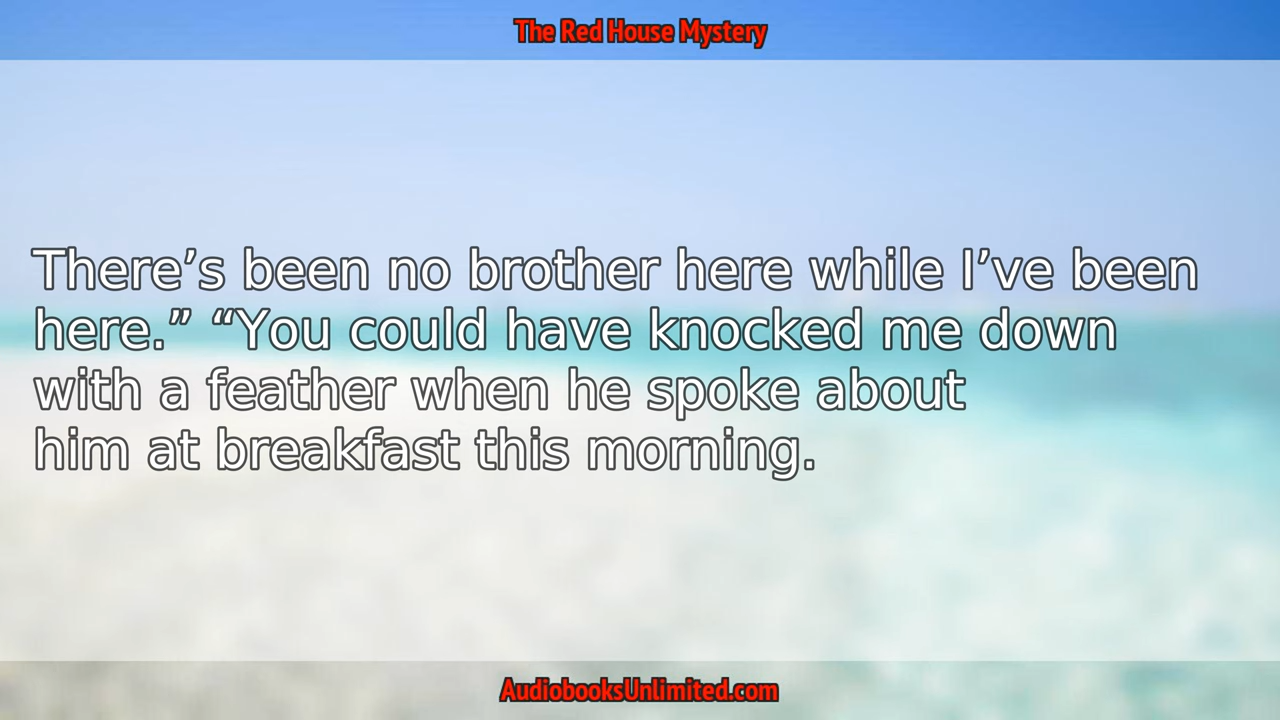 The Red House Mystery
There’s been no brother here while I’ve been
here.” “You could have knocked me down
with a feather when he spoke about
him at breakfast this morning.
AudiobooksUnlimited.com